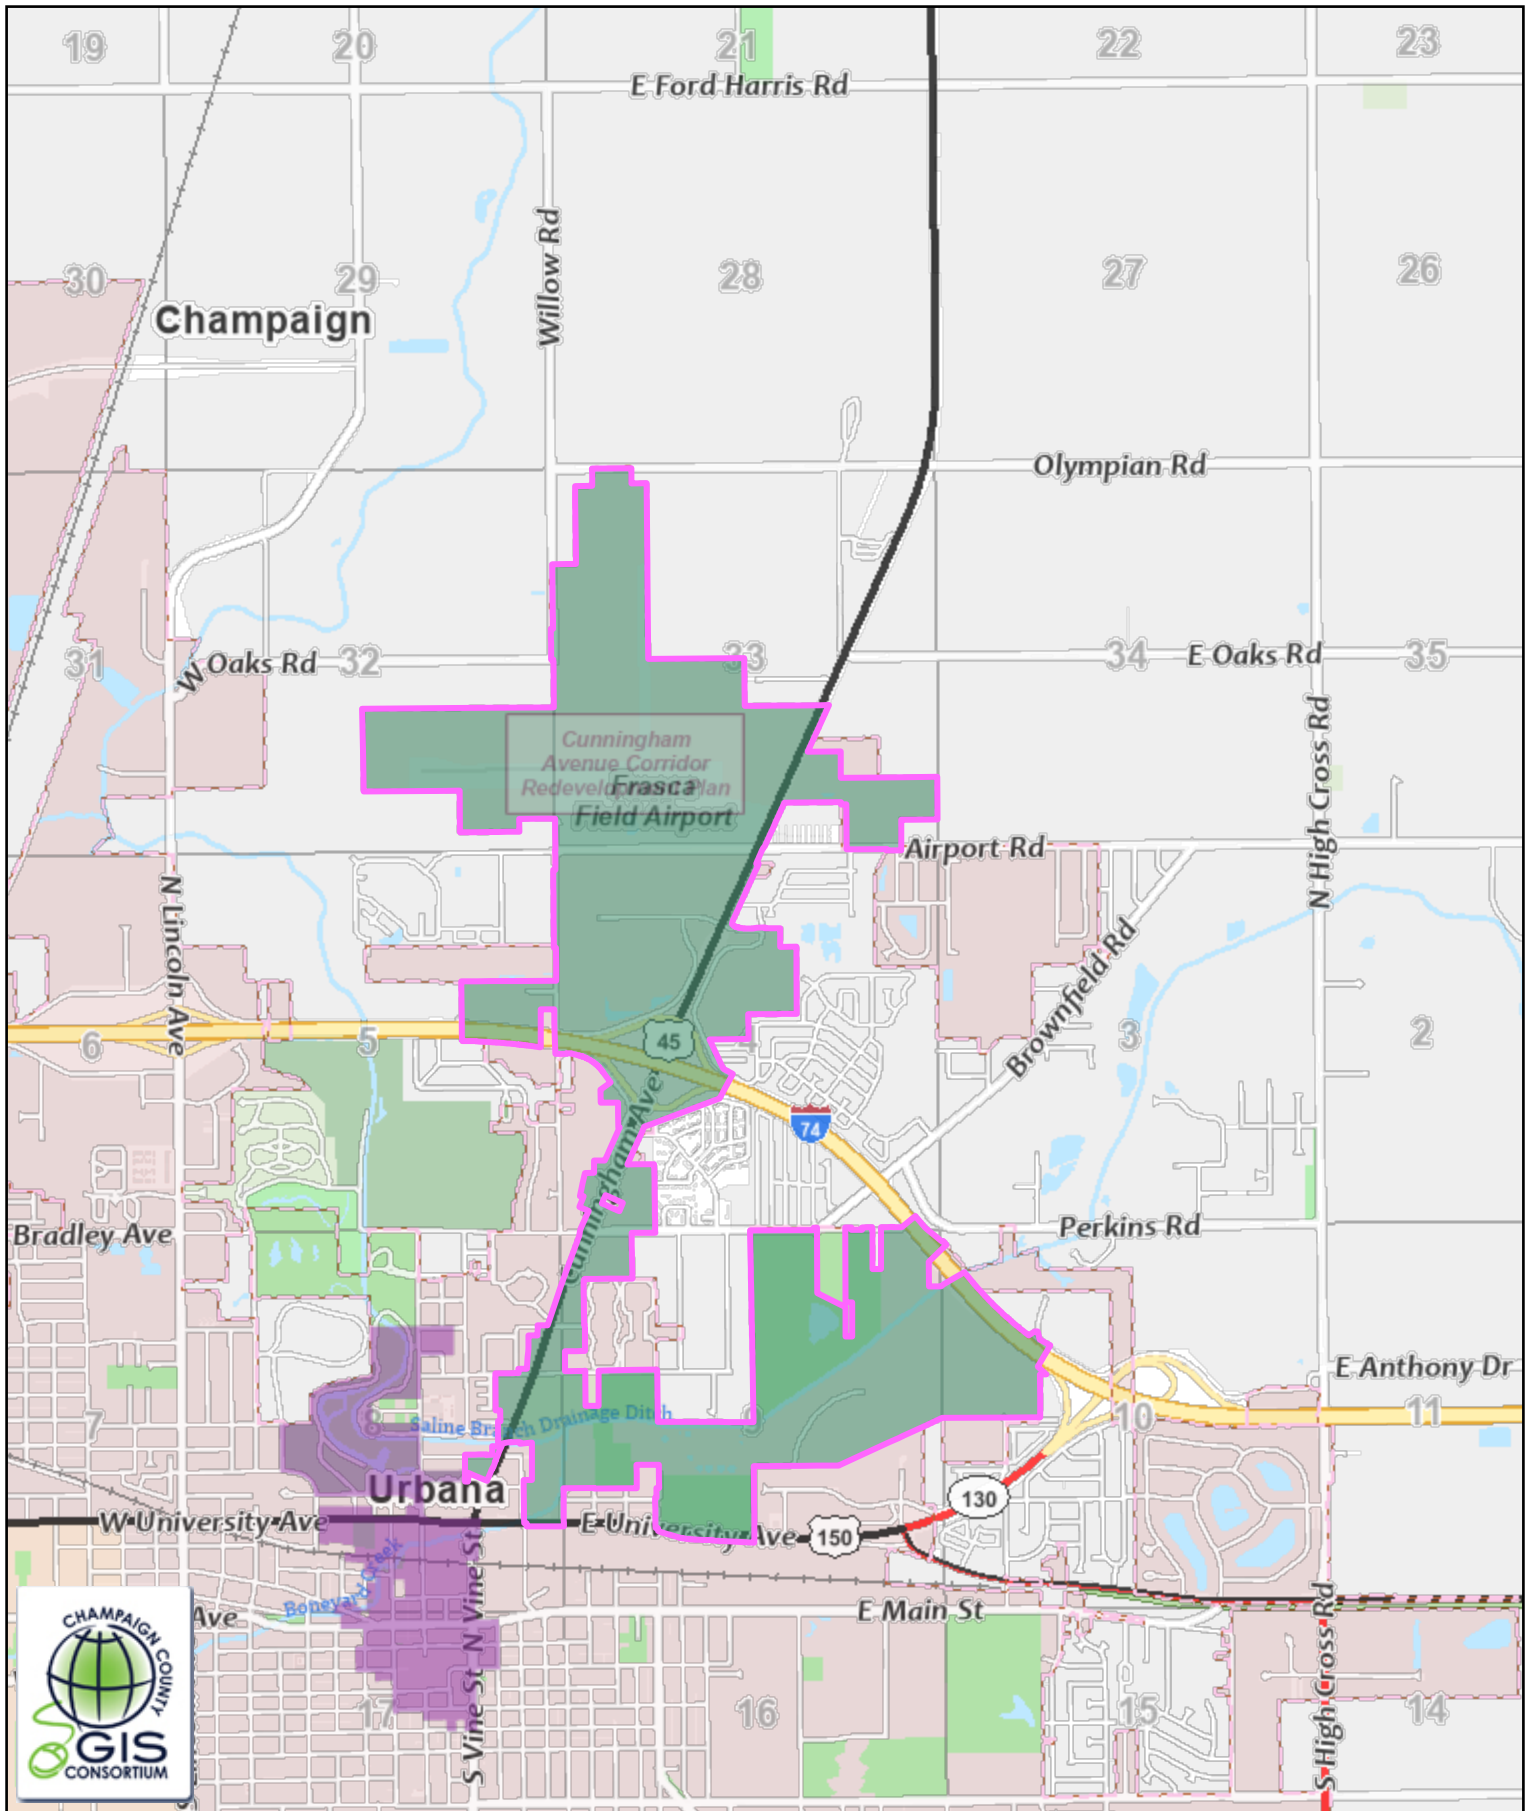 19
20
21
22
23
E Ford Harris Rd
Willow Rd
30
29
28
27
26
Champaign
Olympian Rd
31
W Oaks Rd
32
33
34
E Oaks Rd
35
Cunningham
Avenue Corridor
Redevelopment Plan
Frasca
Field Airport
N High Cross Rd
Airport Rd
N Lincoln Ave
Brownfield Rd
6
5
45
4
3
2
74
Cunningham Ave
Cunningham
Bradley Ave
Perkins Rd
E Anthony Dr
7
8
Saline Branch Drainage Ditch
9
10
11
Urbana
130
W University Ave
E University Ave
150
Boneyard Creek
N Vine St
S Vine St
Ave
E Main St
S High Cross Rd
17
16
15
14
CHAMPAIGN COUNTY
GIS
CONSORTIUM